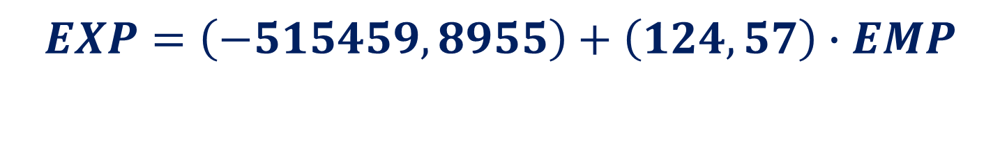 EXP = (−515459,8955) + (124,57) · EMP